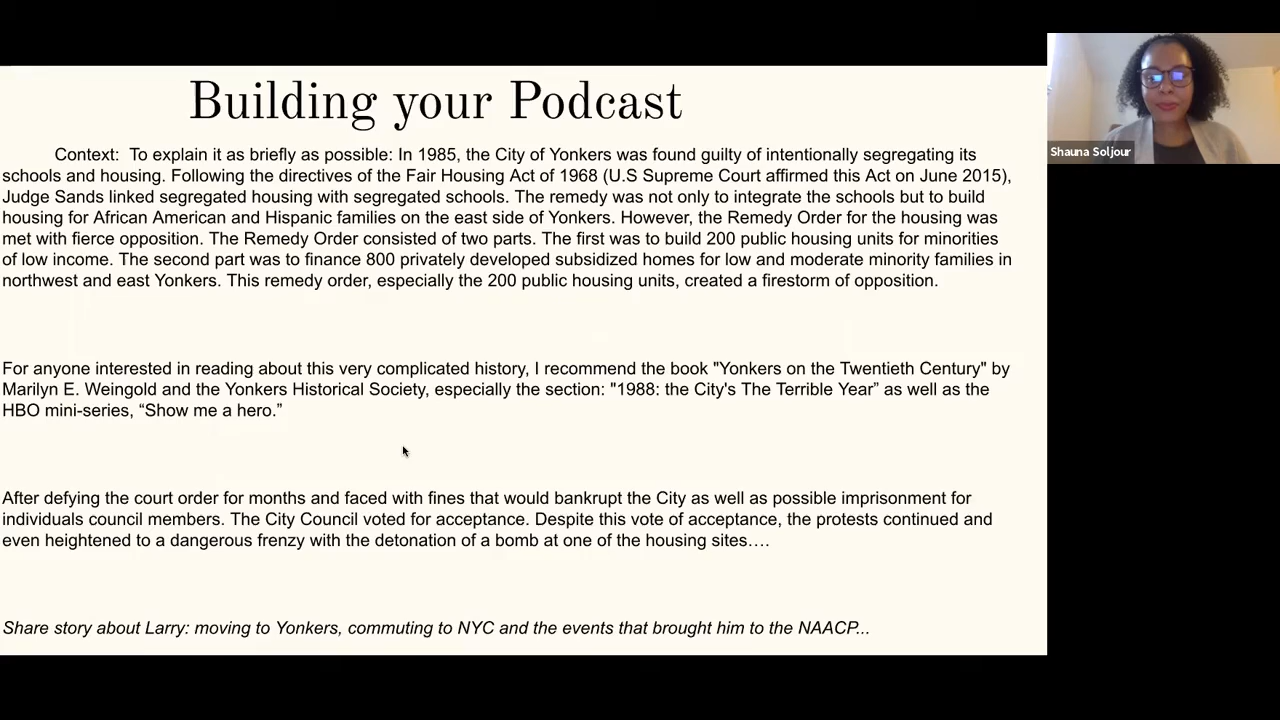 Building your Podcast
Shauna Soljour
Context:  To explain it as briefly as possible: In 1985, the City of Yonkers was found guilty of intentionally segregating its
schools and housing. Following the directives of the Fair Housing Act of 1968 (U.S Supreme Court affirmed this Act on June 2015),
Judge Sands linked segregated housing with segregated schools. The remedy was not only to integrate the schools but to build
housing for African American and Hispanic families on the east side of Yonkers. However, the Remedy Order for the housing was
met with fierce opposition. The Remedy Order consisted of two parts. The first was to build 200 public housing units for minorities
of low income. The second part was to finance 800 privately developed subsidized homes for low and moderate minority families in
northwest and east Yonkers. This remedy order, especially the 200 public housing units, created a firestorm of opposition.
For anyone interested in reading about this very complicated history, I recommend the book "Yonkers on the Twentieth Century" by
Marilyn E. Weingold and the Yonkers Historical Society, especially the section: "1988: the City's The Terrible Year” as well as the
HBO mini-series, “Show me a hero.”
After defying the court order for months and faced with fines that would bankrupt the City as well as possible imprisonment for
individuals council members. The City Council voted for acceptance. Despite this vote of acceptance, the protests continued and
even heightened to a dangerous frenzy with the detonation of a bomb at one of the housing sites….
Share story about Larry: moving to Yonkers, commuting to NYC and the events that brought him to the NAACP...